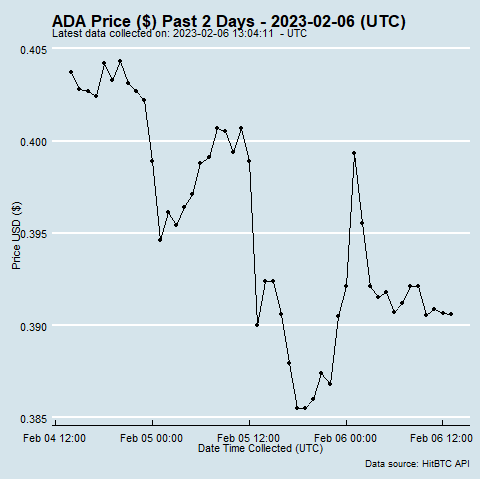 ADA Price ($) Past 2 Days - 2023-02-06 (UTC)
Latest data collected on: 2023-02-06 13:04:11  - UTC
0.405
0.400
0.395
0.390
0.385
Price USD ($)
Feb 04 12:00 Feb 05 00:00 Feb 05 12:00 Feb 06 00:00 Feb 06 12:00
Date Time Collected (UTC)
Data source: HitBTC API